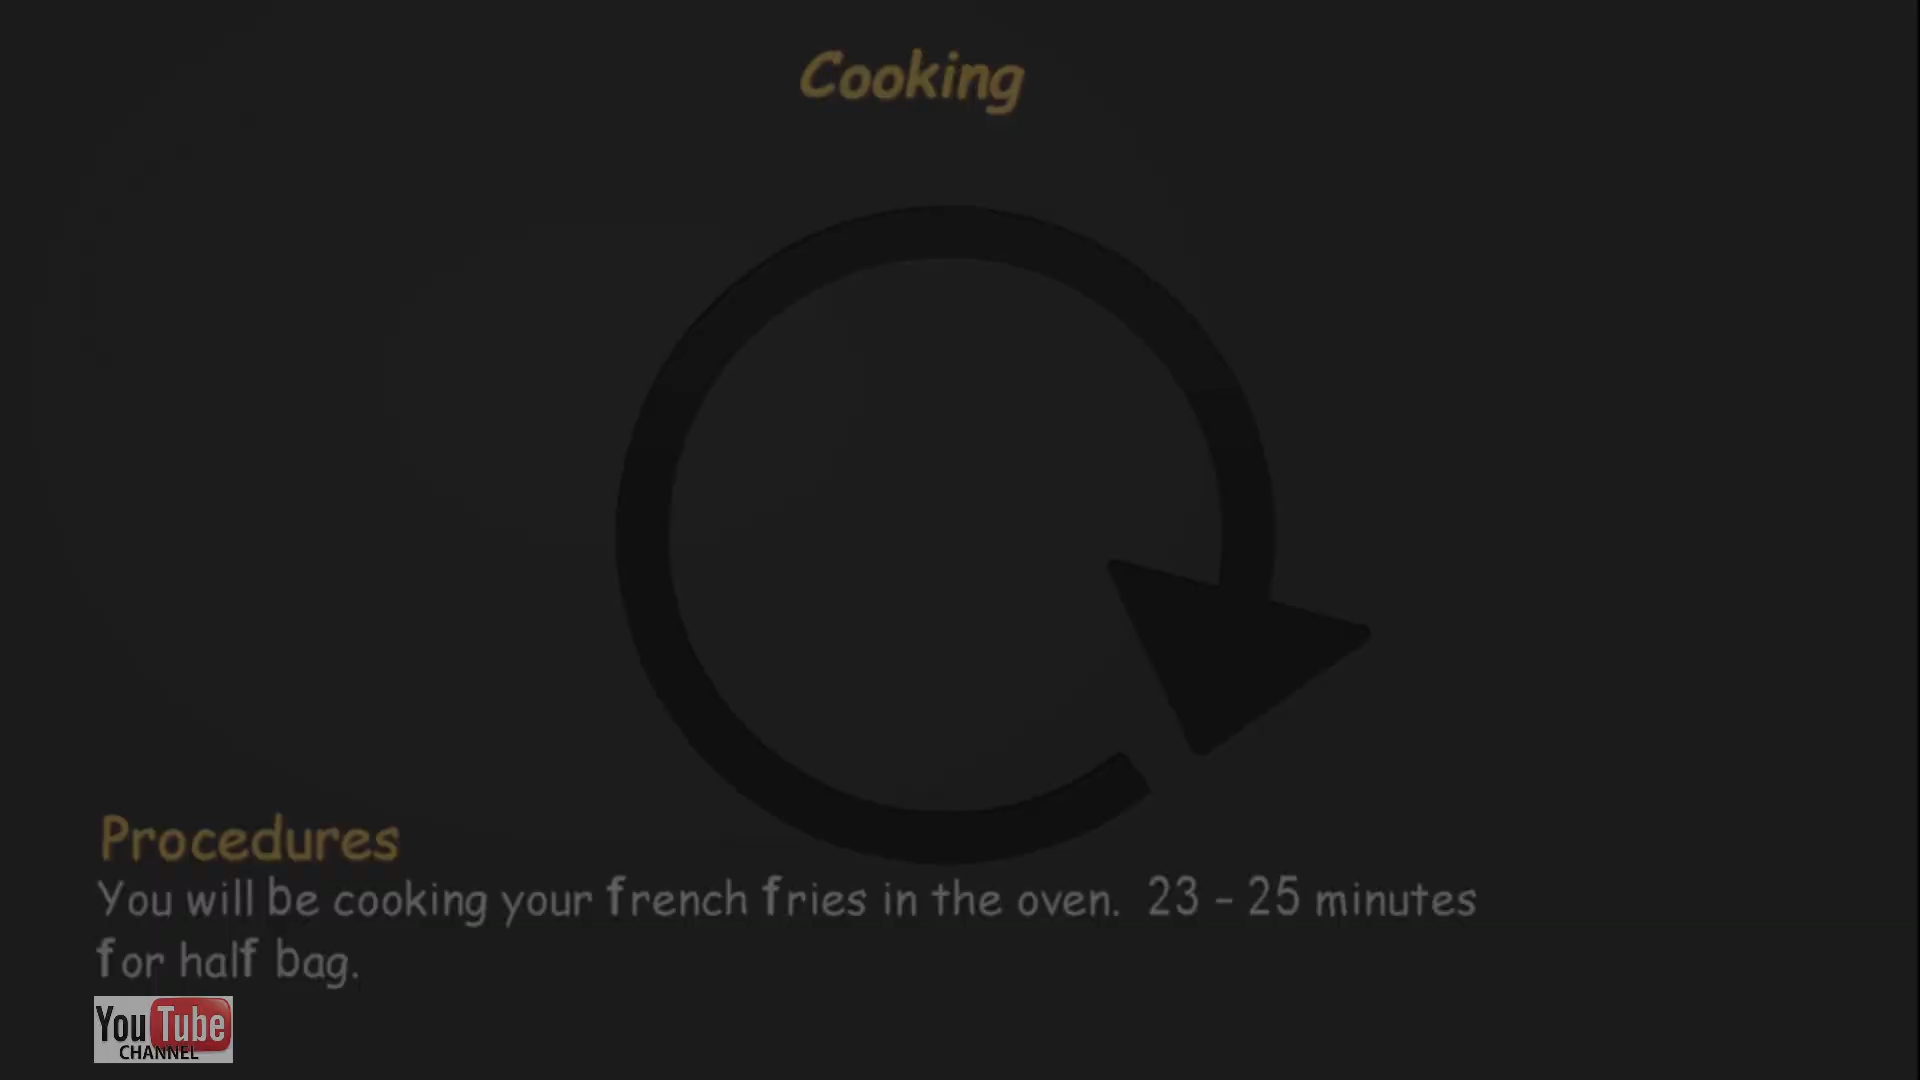 Cooking
Procedures
You will be cooking your french fries in the oven. 23 - 25 minutes
for half bag.
YouTube
CHANNEL